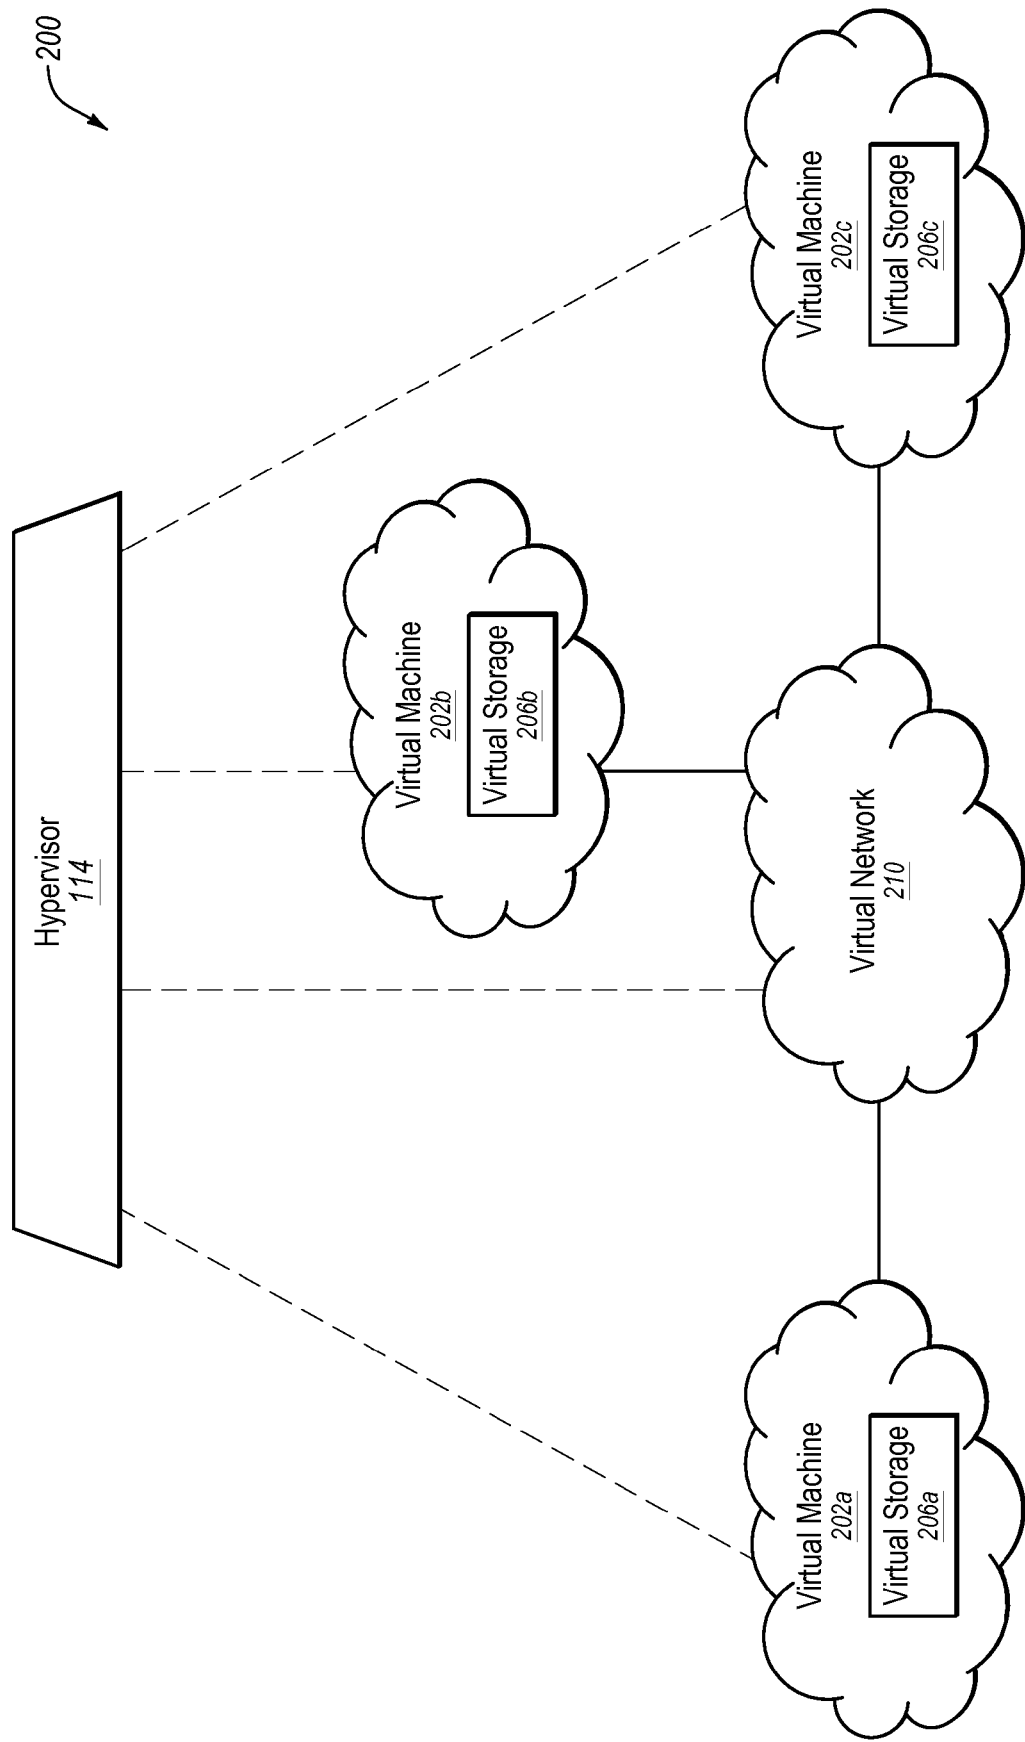 200
Hypervisor
114
Virtual Machine
202b
Virtual Storage
206b
Virtual Machine
202a
Virtual Storage
206a
Virtual Network
210
Virtual Machine
202c
Virtual Storage
206c